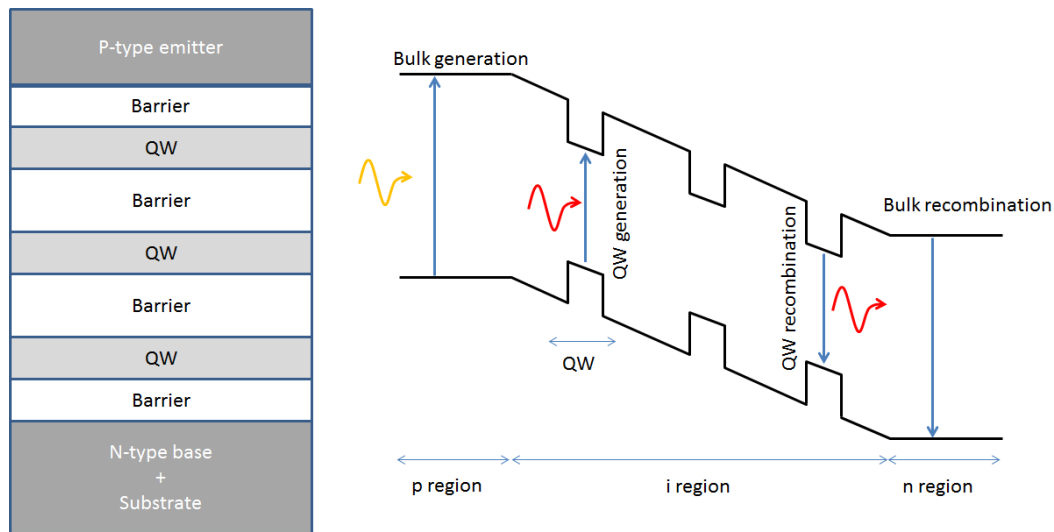 P-type emitter
Barrier
QW
Barrier
QW
Barrier
QW
Barrier
N-type base
+
Substrate
Bulk generation
QW generation
QW
QW recombination
Bulk recombination
p region
i region
n region